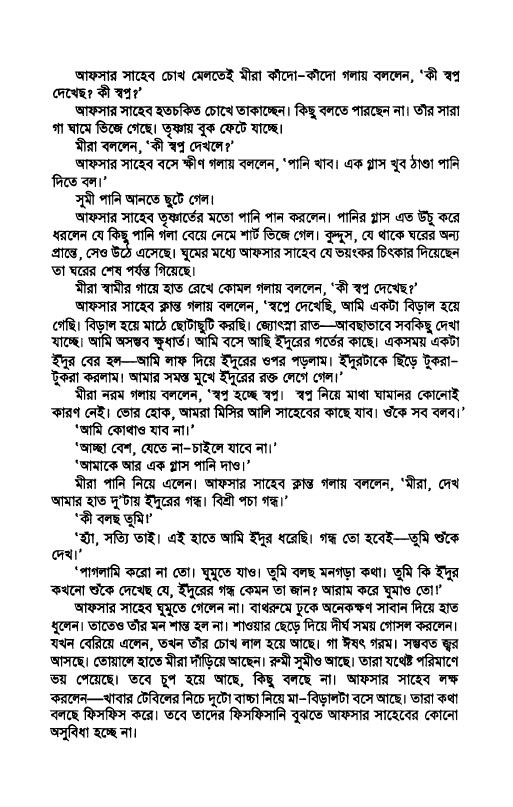 আফসার সাহেব চোখ মেলতেই মীরা কাঁদো-কাঁদো গলায় বললেন, ‘কী স্বপ্ন
দেখেছ? কী স্বপ্ন?’
আফসার সাহেব হতচকিত চোখে তাকাচ্ছেন। কিছু বলতে পারছেন না। তাঁর সারা
গা ঘামে ভিজে গেছে। তৃষ্ণায় বুক ফেটে যাচ্ছে।
মীরা বললেন, ‘কী স্বপ্ন দেখলে?’
আফসার সাহেব বসে ক্ষীণ গলায় বললেন, ‘পানি খাব। এক গ্লাস খুব ঠাণ্ডা পানি
দিতে বল।’
সুমী পানি আনতে ছুটে গেল।
আফসার সাহেব তৃষ্ণার্তের মতো পানি পান করলেন। পানির গ্লাস এত উঁচু করে
ধরলেন যে কিছু পানি গলা বেয়ে নেমে শার্ট ভিজে গেল। কুদ্দুস, যে থাকে ঘরের অন্য
প্রান্তে, সেও উঠে এসেছে। ঘুমের মধ্যে আফসার সাহেব যে ভয়ংকর চিৎকার দিয়েছেন
তা ঘরের শেষ পর্যন্ত গিয়েছে।
মীরা স্বামীর গায়ে হাত রেখে কোমল গলায় বললেন, ‘কী স্বপ্ন দেখেছ?’
আফসার সাহেব ক্লান্ত গলায় বললেন, ‘স্বপ্নে দেখেছি, আমি একটা বিড়াল হয়ে
গেছি। বিড়াল হয়ে মাঠে ছোটাছুটি করছি। জ্যোৎস্না রাত—আবছাভাবে সবকিছু দেখা
যাচ্ছে। আমি অসম্ভব ক্ষুধার্ত। আমি বসে আছি ইঁদুরের গর্তের কাছে। একসময় একটা
ইঁদুর বের হল—আমি লাফ দিয়ে ইঁদুরের ওপর পড়লাম। ইঁদুরটাকে ছিঁড়ে টুকরা-
টুকরা করলাম। আমার সমস্ত মুখে ইঁদুরের রক্ত লেগে গেল।’
মীরা নরম গলায় বললেন, ‘স্বপ্ন হচ্ছে স্বপ্ন। স্বপ্ন নিয়ে মাথা ঘামানর কোনোই
কারণ নেই। ভোর হোক, আমরা মিসির আলি সাহেবের কাছে যাব। ওঁকে সব বলব।’
‘আমি কোথাও যাব না।’
‘আচ্ছা বেশ, যেতে না-চাইলে যাবে না।’
‘আমাকে আর এক গ্লাস পানি দাও।’
মীরা পানি নিয়ে এলেন। আফসার সাহেব ক্লান্ত গলায় বললেন, ‘মীরা, দেখ
আমার হাত দু’টায় ইঁদুরের গন্ধ। বিশ্রী পচা গন্ধ।’
‘কী বলছ তুমি!’
‘হ্যাঁ, সত্যি তাই। এই হাতে আমি ইঁদুর ধরেছি। গন্ধ তো হবেই—তুমি শুঁকে
দেখ।’
‘পাগলামি করো না তো। ঘুমুতে যাও। তুমি বলছ মনগড়া কথা। তুমি কি ইঁদুর
কখনো শুঁকে দেখেছ যে, ইঁদুরের গন্ধ কেমন তা জান? আরাম করে ঘুমাও তো!’
আফসার সাহেব ঘুমুতে গেলেন না। বাথরুমে ঢুকে অনেকক্ষণ সাবান দিয়ে হাত
ধুলেন। তাতেও তাঁর মন শান্ত হল না। শাওয়ার ছেড়ে দিয়ে দীর্ঘ সময় গোসল করলেন।
যখন বেরিয়ে এলেন, তখন তাঁর চোখ লাল হয়ে আছে। গা ঈষৎ গরম। সম্ভবত জ্বর
আসছে। তোয়ালে হাতে মীরা দাঁড়িয়ে আছেন। রুমী সুমীও আছে। তারা যথেষ্ট পরিমাণে
ভয় পেয়েছে। তবে চুপ হয়ে আছে, কিছু বলছে না। আফসার সাহেব লক্ষ
করলেন—খাবার টেবিলের নিচে দুটো বাচ্চা নিয়ে মা-বিড়ালটা বসে আছে। তারা কথা
বলছে ফিসফিস করে। তবে তাদের ফিসফিসানি বুঝতে আফসার সাহেবের কোনো
অসুবিধা হচ্ছে না।